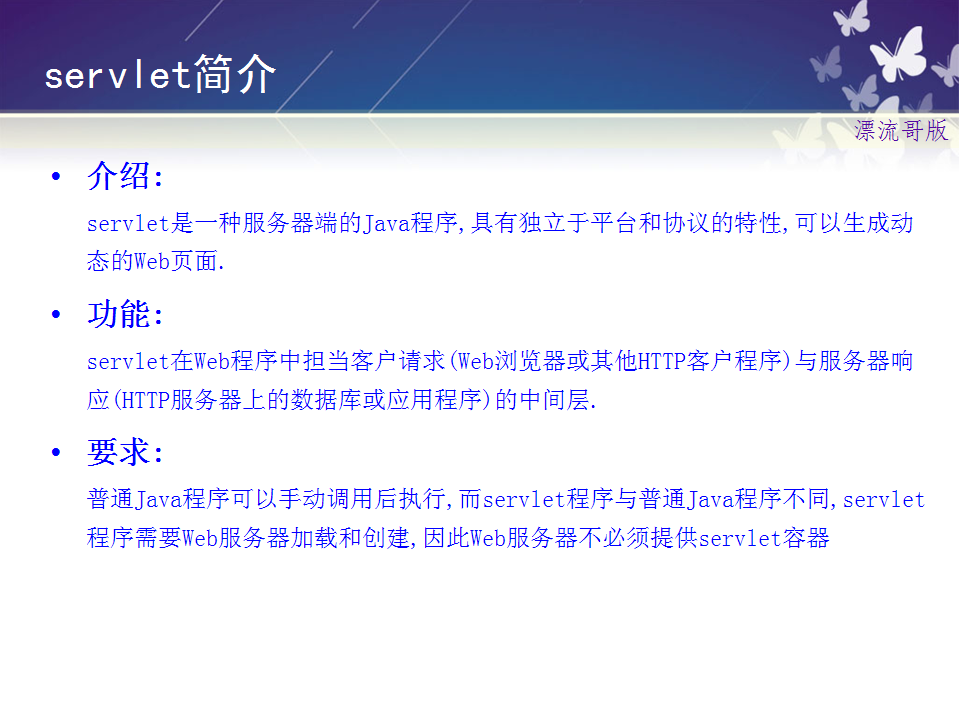 servlet简介
漂流哥版
• 介绍:
servlet是一种服务器端的Java程序,具有独立于平台和协议的特性,可以生成动
态的Web页面.
• 功能:
servlet在Web程序中担当客户请求(Web浏览器或其他HTTP客户程序)与服务器响
应(HTTP服务器上的数据库或应用程序)的中间层.
• 要求:
普通Java程序可以手动调用后执行,而servlet程序与普通Java程序不同,servlet
程序需要Web服务器加载和创建,因此Web服务器不必须提供servlet容器